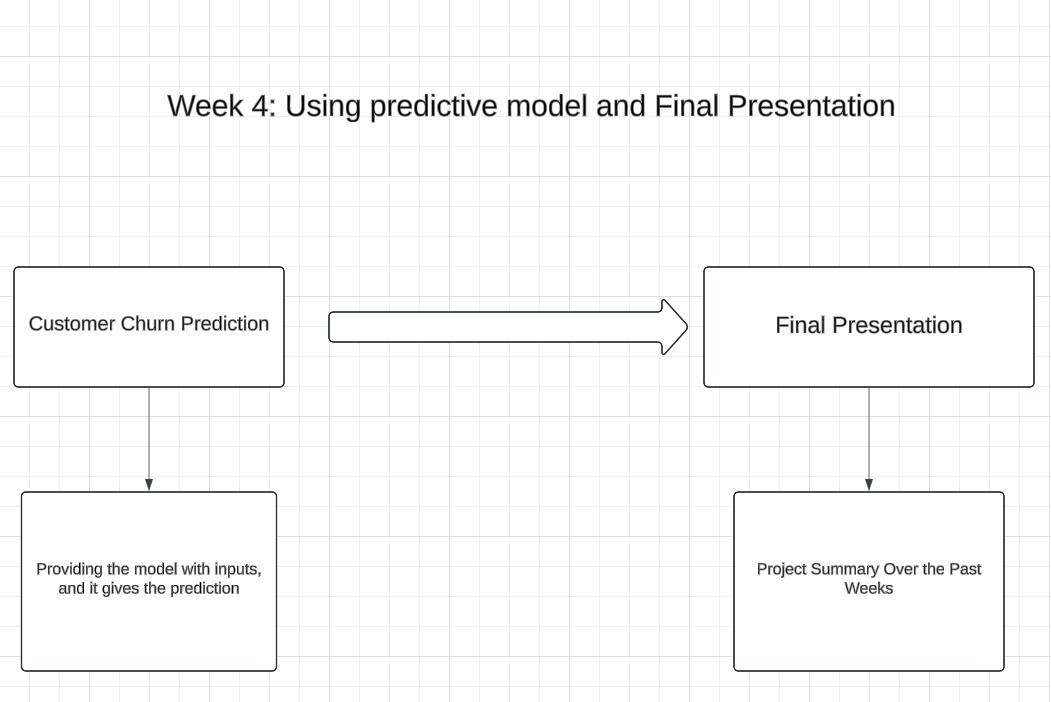 Week 4: Using predictive model and Final Presentation
Customer Churn Prediction
Final Presentation
Providing the model with inputs,
and it gives the prediction
Project Summary Over the Past
Weeks